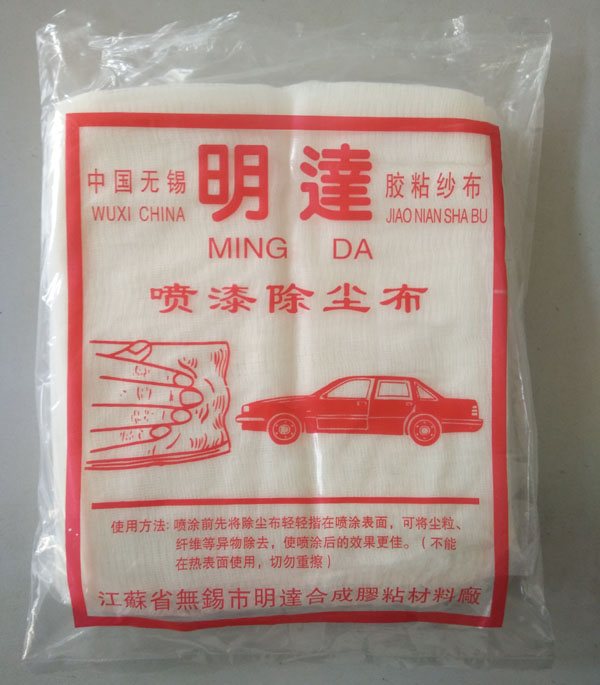 中国无锡
WUXI CHINA
明達
MING DA
胶粘纱布
JIAO NIAN SHA BU
喷漆除尘布
使用方法:喷涂前先将除尘布轻轻揩在喷涂表面,可将尘粒、
纤维等异物除去,使喷涂后的效果更佳。(不能
在热表面使用,切勿重擦)
江蘇省無錫市明達合成膠粘材料廠